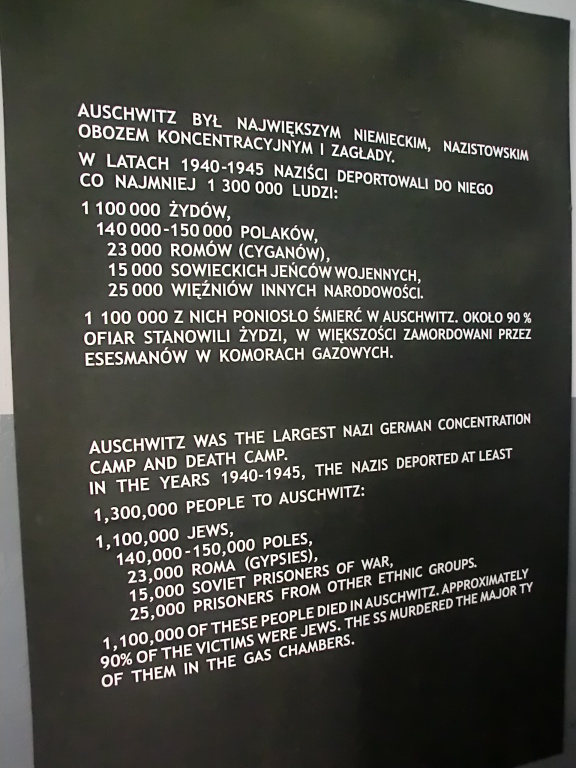 AUSCHWITZ BYŁ NAJWIĘKSZYM NIEMIECKIM, NAZISTOWSKIM
OBOZEM KONCENTRACYJNYM I ZAGŁADY.
W LATACH 1940-1945 NAZIŚCI DEPORTOWALI DO NIEGO
CO NAJMNIEJ 1 300 000 LUDZI:
1 100 000 ŻYDÓW,
140 000-150 000 POLAKÓW,
23 000 ROMÓW (CYGANÓW),
15 000 SOWIECKICH JEŃCÓW WOJENNYCH,
25 000 WIĘŹNIÓW INNYCH NARODOWOŚCI.
1 100 000 Z NICH PONIOSŁO ŚMIERĆ W AUSCHWITZ. OKOŁO 90 %
OFIAR STANOWILI ŻYDZI, W WIĘKSZOŚCI ZAMORDOWANI PRZEZ
ESESMANÓW W KOMORACH GAZOWYCH.
AUSCHWITZ WAS THE LARGEST NAZI GERMAN CONCENTRATION
CAMP AND DEATH CAMP.
IN THE YEARS 1940-1945, THE NAZIS DEPORTED AT LEAST
1,300,000 PEOPLE TO AUSCHWITZ:
1,100,000 JEWS,
140,000-150,000 POLES,
23,000 ROMA (GYPSIES),
15,000 SOVIET PRISONERS OF WAR,
25,000 PRISONERS FROM OTHER ETHNIC GROUPS.
1,100,000 OF THESE PEOPLE DIED IN AUSCHWITZ. APPROXIMATELY
90% OF THE VICTIMS WERE JEWS. THE SS MURDERED THE MAJOR TY
OF THEM IN THE GAS CHAMBERS.